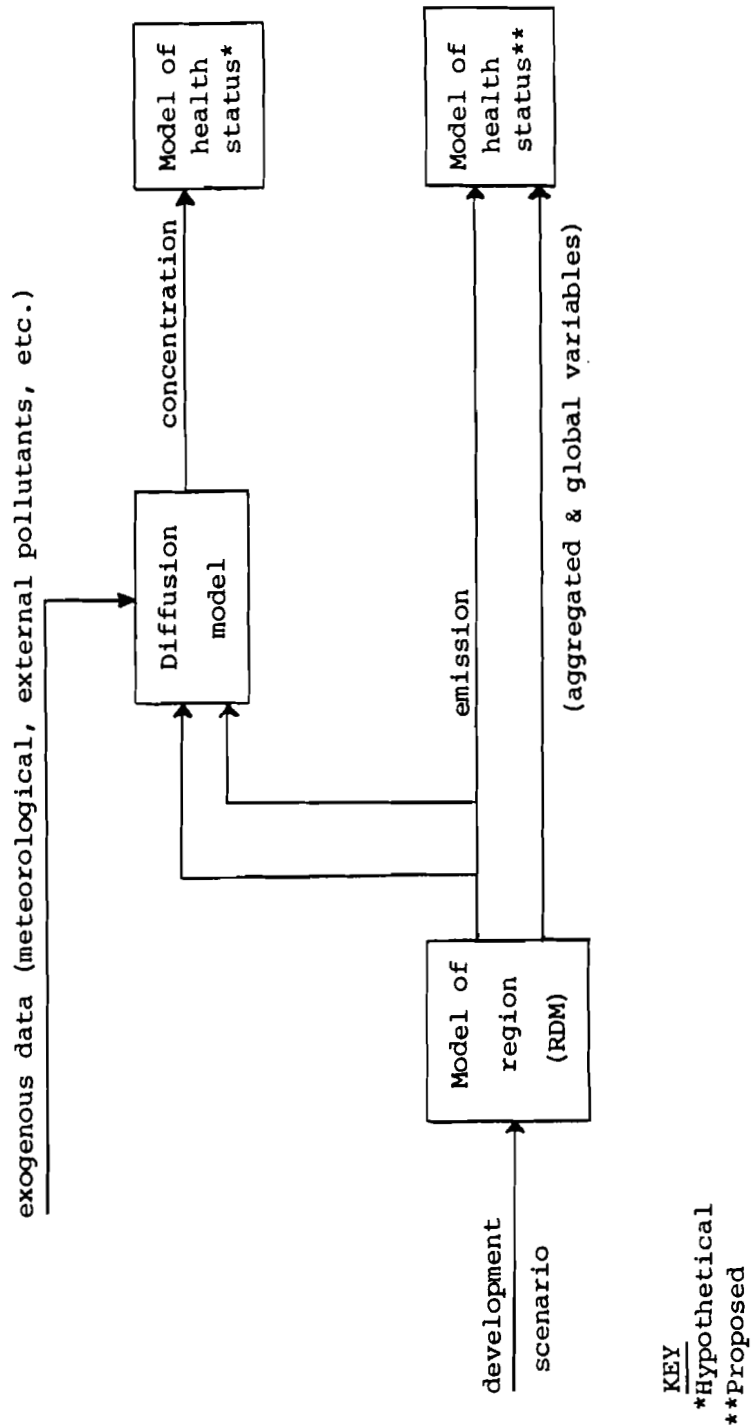 exogenous data (meteorological, external pollutants, etc.)
Diffusion
model
concentration
Model of
health
status*
development
scenario
Model of
region
(RDM)
emission
(aggregated & global variables)
Model of
health
status**
KEY
*Hypothetical
**Proposed